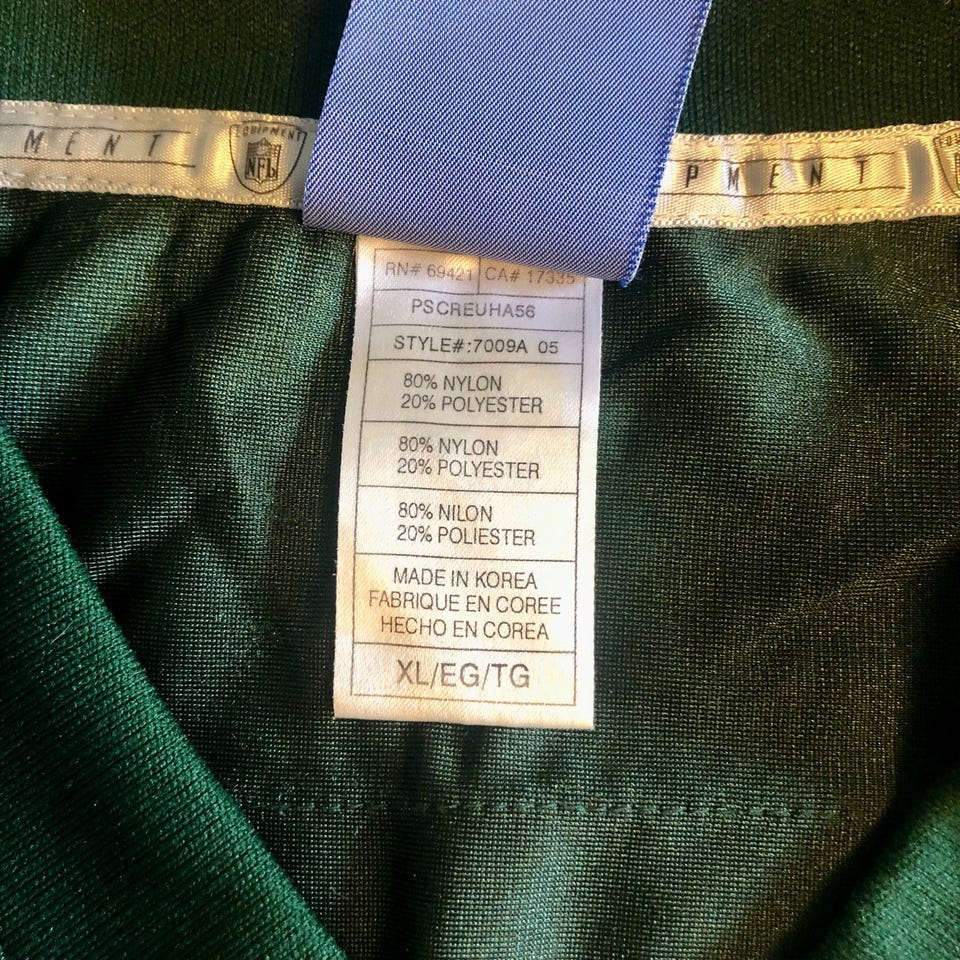 MENT
EQUIPMENT
NFL
PMENT
RN# 69421 CA# 17335
PSCREUHA56
STYLE#:7009A 05
80% NYLON
20% POLYESTER
80% NYLON
20% POLYESTER
80% NILON
20% POLIESTER
MADE IN KOREA
FABRIQUE EN COREE
HECHO EN COREA
XL/EG/TG